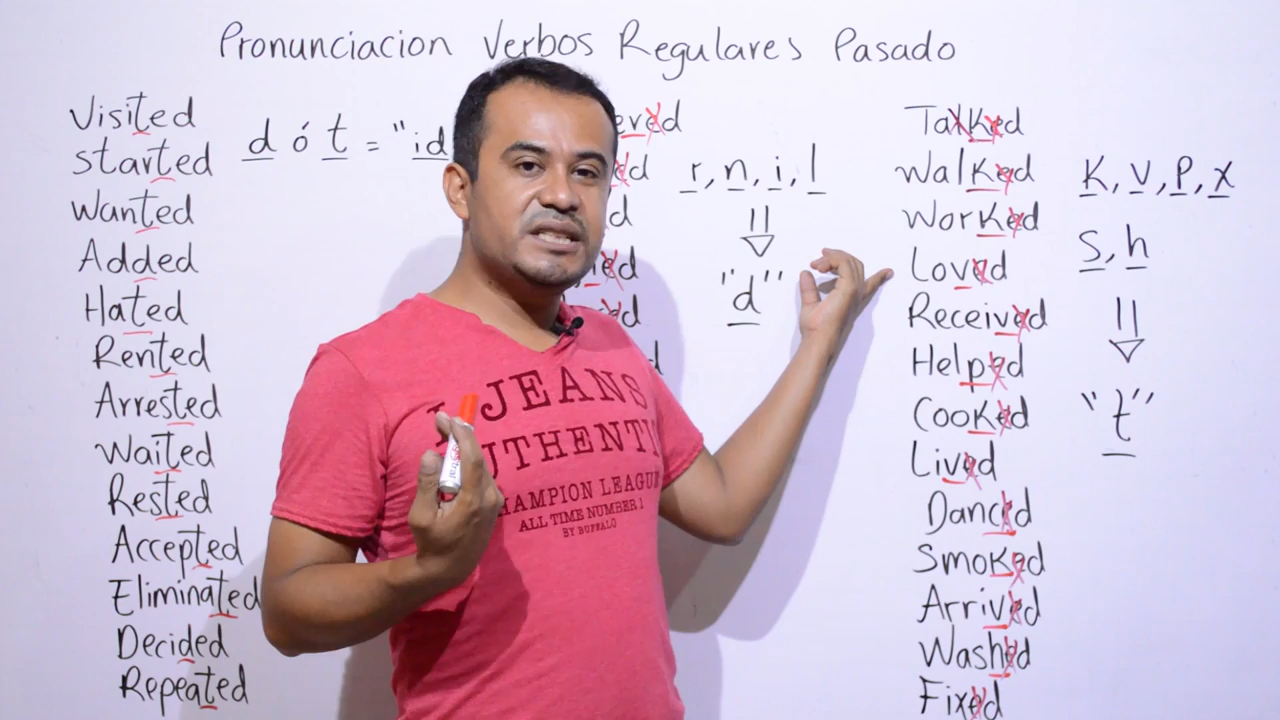 Pronunciacion Verbos Regulares Pasado
Visited
Started
Wanted
Added
Hated
Rented
Arrested
Waited
Rested
Accepted
Eliminated
Decided
Repeated
d ó t = "id
r, n, i, l
"d"
Talked
Walked
Worked
Loved
Received
Helped
Cooked
Lived
Danced
Smoked
Arrived
Washed
Fixed
K, v, P, x
S, h
"t"
JEANS
AUTHENTI
CHAMPION LEAGUE
ALL TIME NUMBER 1
BY BUFFALO